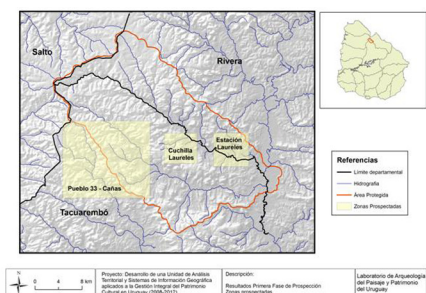 Salto
Rivera
Cuchilla
Laureles
Estación
Laureles
Pueblo 33 - Cañas
Tacuarembó
Referencias
Límite departamental
Hidrografía
Área Protegida
Zonas Prospectadas
N
0 4 8 km
Proyecto: Desarrollo de una Unidad de Análisis
Territorial y Sistemas de Información Geográfica
aplicados a la Gestión Integral del Patrimonio
Cultural en Uruguay (2008-2012)
Descripción:
Resultados Primera Fase de Prospección
Zonas prospectadas
Laboratorio de Arqueología
del Paisaje y Patrimonio
del Uruguay